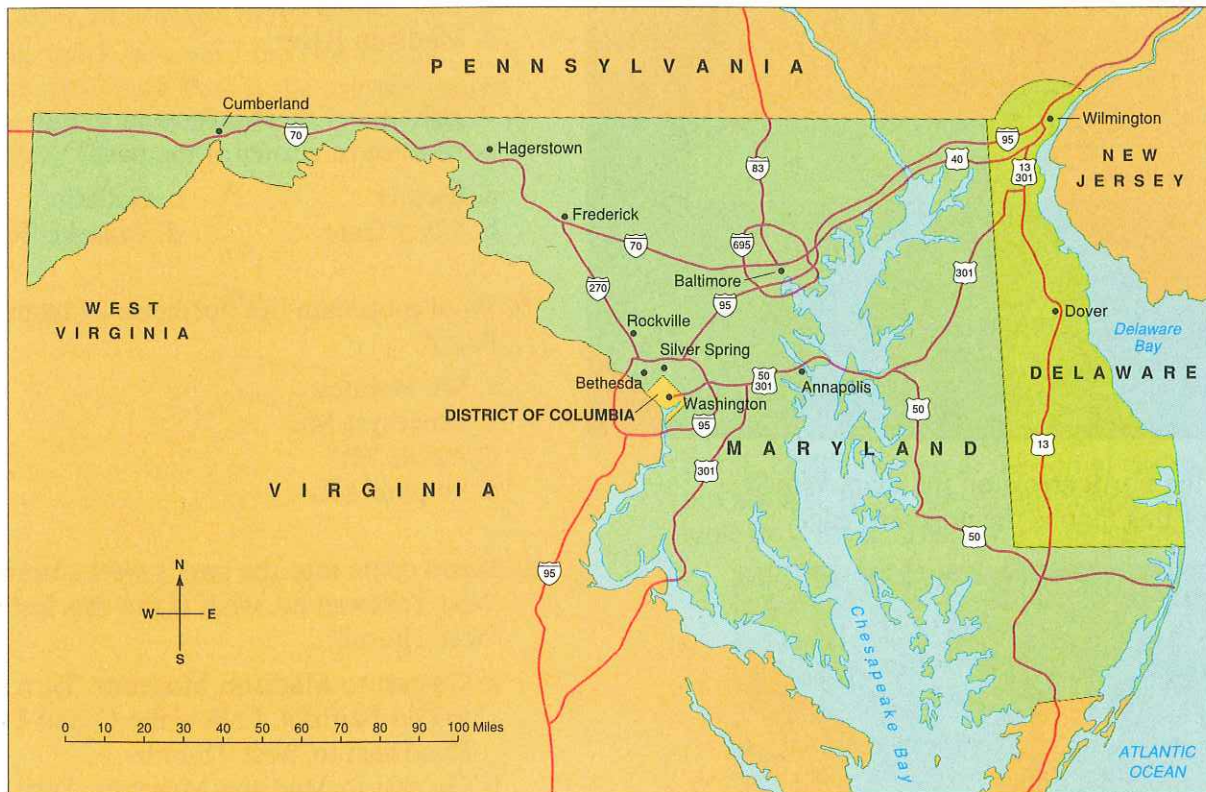 PENNSYLVANIA
Cumberland
70
Hagerstown
83
40
95
Wilmington
13
301
NEW
JERSEY
Frederick
70
695
Baltimore
301
270
95
WEST
VIRGINIA
Rockville
Silver Spring
Dover
Delaware
Bay
Bethesda
50
301
Annapolis
DELAWARE
Washington
DISTRICT OF COLUMBIA
95
50
13
301
MARYLAND
VIRGINIA
50
95
N
W
E
S
Chesapeake Bay
0 10 20 30 40 50 60 70 80 90 100 Miles
ATLANTIC
OCEAN